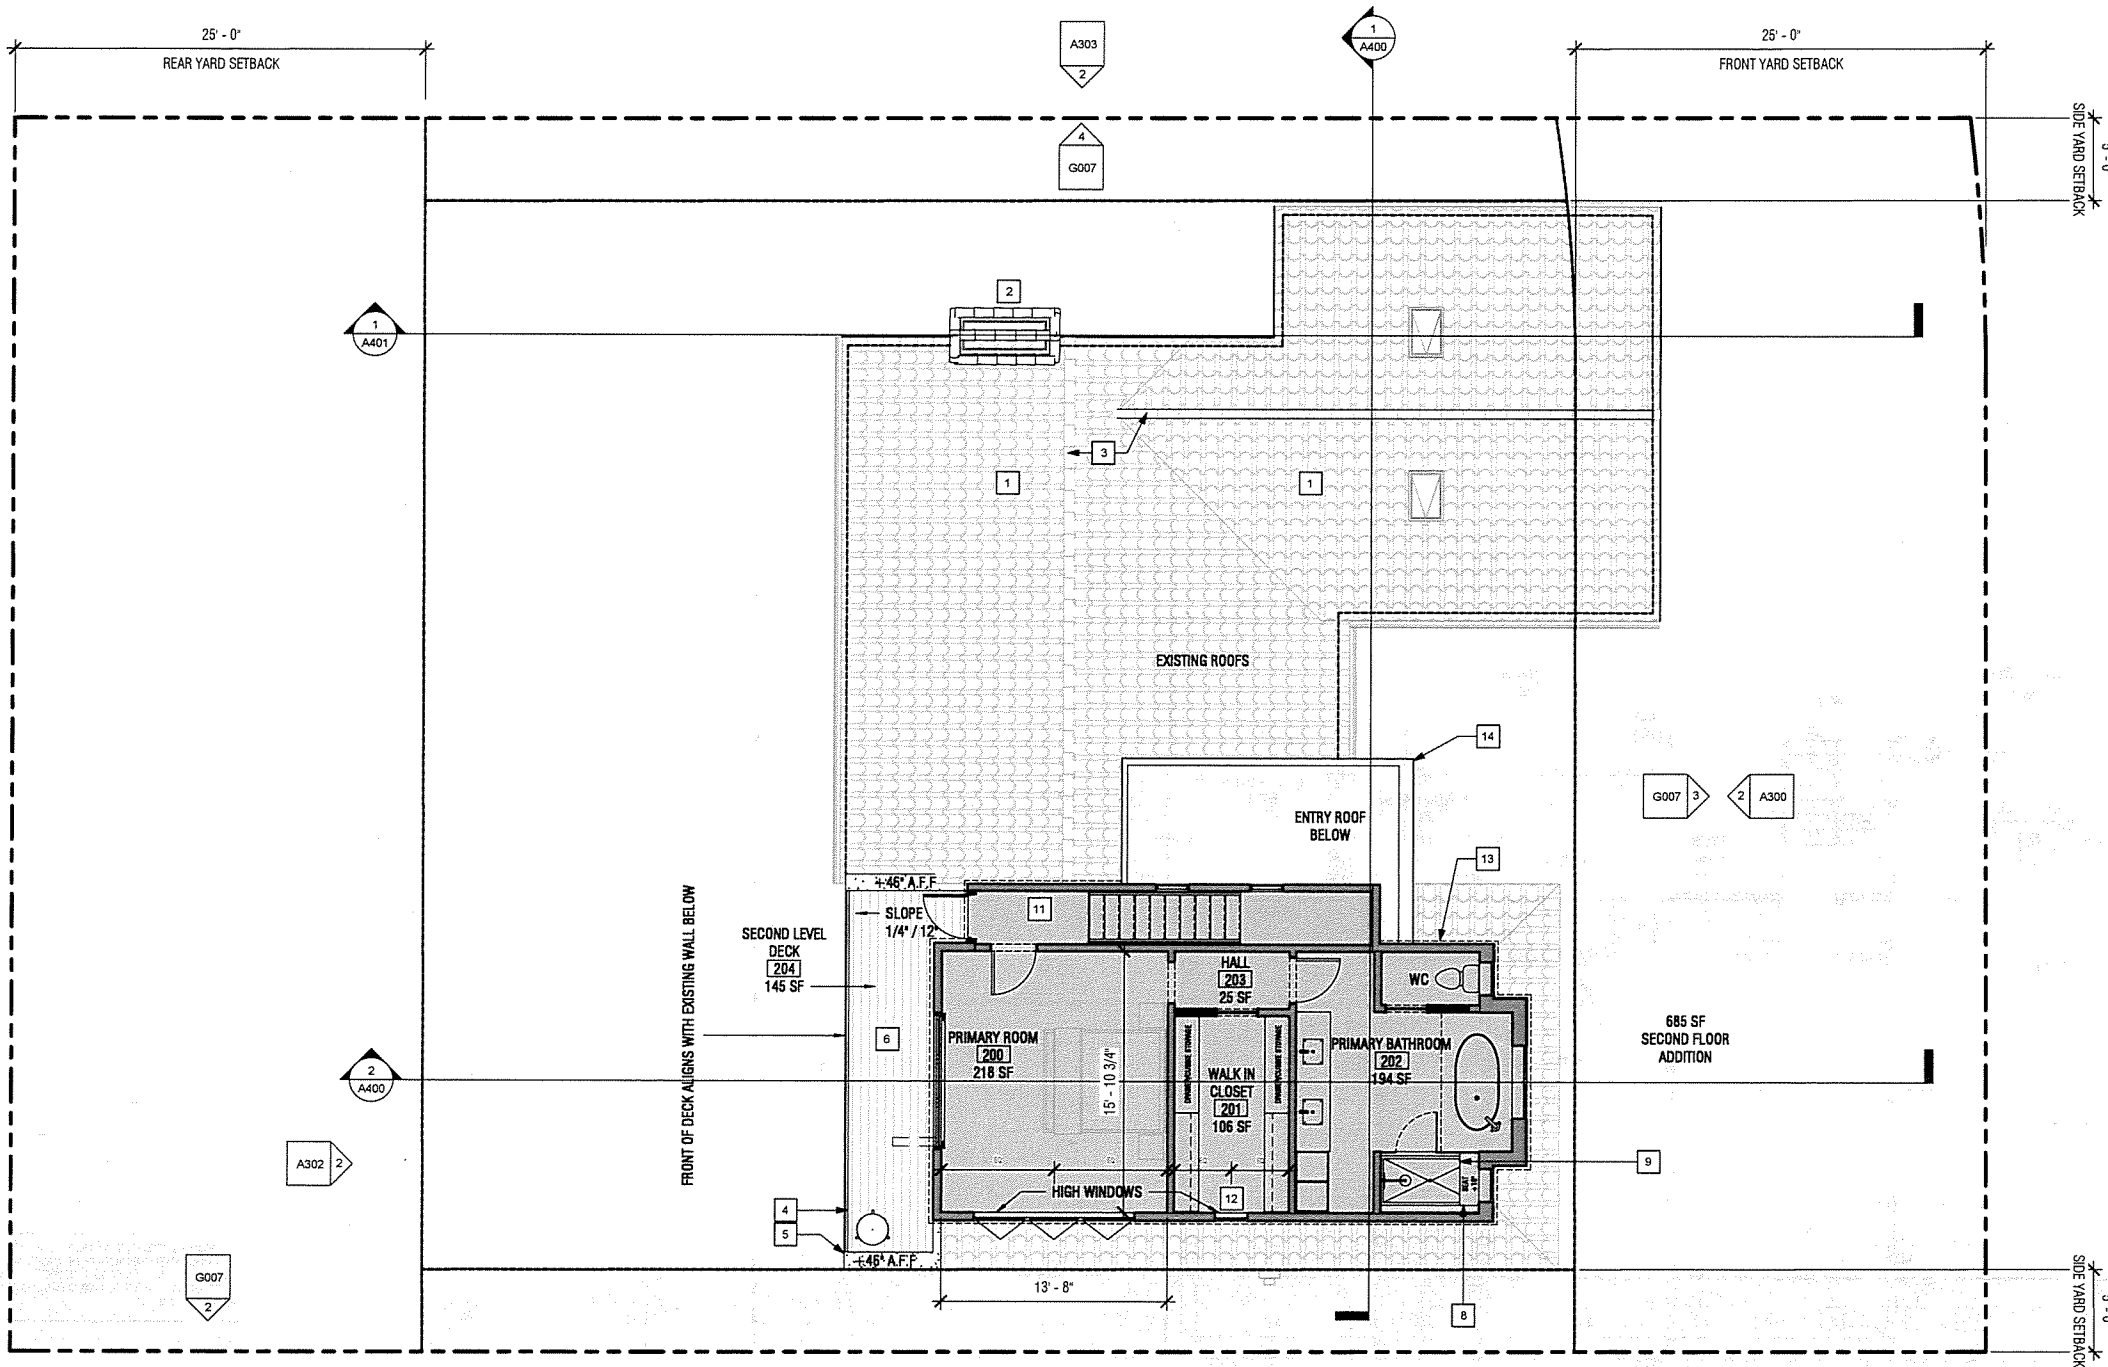 25' - 0"
REAR YARD SETBACK
A303
2
1
A400
25' - 0"
FRONT YARD SETBACK
4
G007
SIDE YARD SETBACK
2
1
A401
3
1
1
EXISTING ROOFS
14
G007 3
2 A300
ENTRY ROOF
BELOW
13
+46" A.F.F
SLOPE
1/4" / 12"
11
SECOND LEVEL
DECK
204
145 SF
FRONT OF DECK ALIGNS WITH EXISTING WALL BELOW
HALL
203
25 SF
WC
6
PRIMARY ROOM
200
218 SF
15' - 10 3/4"
WALK IN
CLOSET
201
106 SF
PRIMARY BATHROOM
202
194 SF
685 SF
SECOND FLOOR
ADDITION
2
A400
A302 2
9
HIGH WINDOWS
12
SEAT
4
5
+46" A.F.F
G007
2
13' - 8"
8
SIDE YARD SETBACK